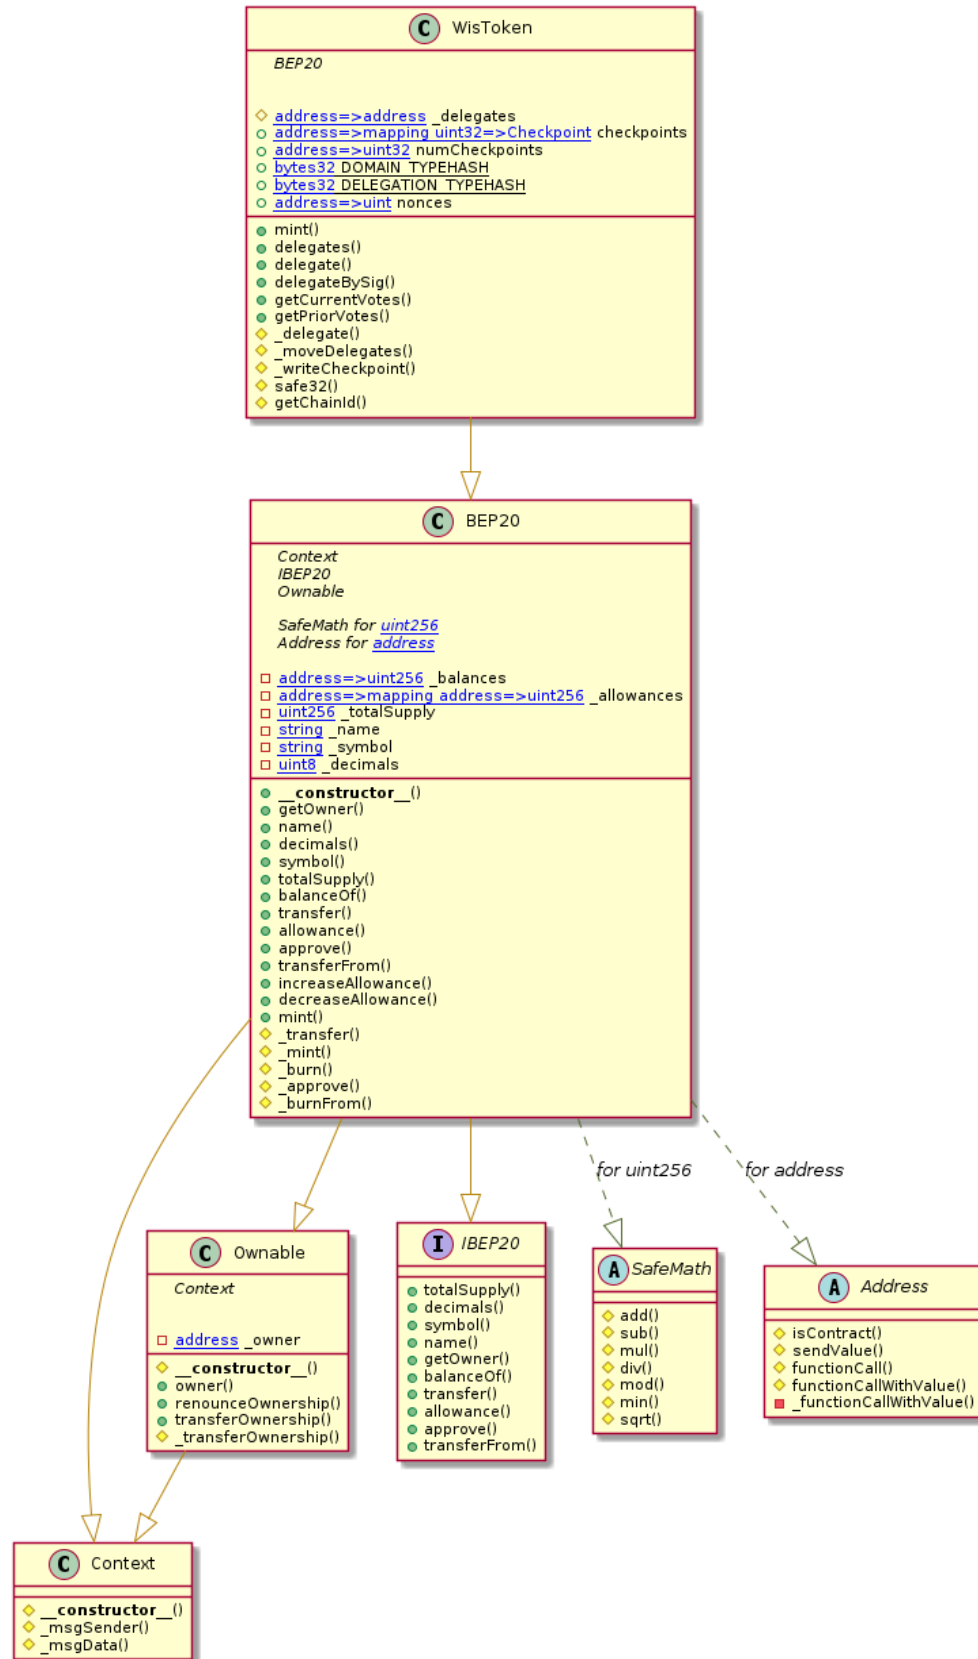 C WisToken
BEP20
address=>address _delegates
address=>mapping uint32=>Checkpoint checkpoints
address=>uint32 numCheckpoints
bytes32 DOMAIN_TYPEHASH
bytes32 DELEGATION_TYPEHASH
address=>uint nonces
mint()
delegates()
delegate()
delegateBySig()
getCurrentVotes()
getPriorVotes()
_delegate()
_moveDelegates()
_writeCheckpoint()
safe32()
getChainId()
C BEP20
Context
IBEP20
Ownable
SafeMath for uint256
Address for address
address=>uint256 _balances
address=>mapping address=>uint256 _allowances
uint256 _totalSupply
string _name
string _symbol
uint8 _decimals
__constructor__()
getOwner()
name()
decimals()
symbol()
totalSupply()
balanceOf()
transfer()
allowance()
approve()
transferFrom()
increaseAllowance()
decreaseAllowance()
mint()
_transfer()
_mint()
_burn()
_approve()
_burnFrom()
for uint256
for address
C Ownable
Context
address _owner
__constructor__()
owner()
renounceOwnership()
transferOwnership()
_transferOwnership()
I IBEP20
totalSupply()
decimals()
symbol()
name()
getOwner()
balanceOf()
transfer()
allowance()
approve()
transferFrom()
A SafeMath
add()
sub()
mul()
div()
mod()
min()
sqrt()
A Address
isContract()
sendValue()
functionCall()
functionCallWithValue()
_functionCallWithValue()
C Context
__constructor__()
_msgSender()
_msgData()